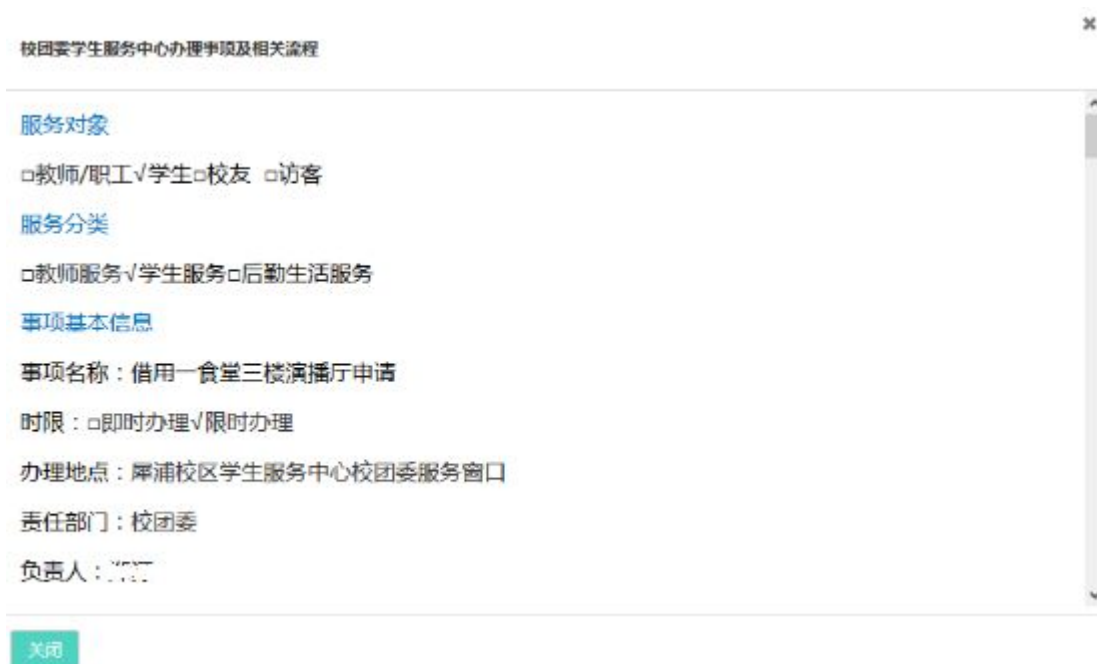 校团委学生服务中心办理事项及相关流程
×
服务对象
□教师/职工√学生□校友 □访客
服务分类
□教师服务√学生服务□后勤生活服务
事项基本信息
事项名称：借用一食堂三楼演播厅申请
时限：□即时办理√限时办理
办理地点：犀浦校区学生服务中心校团委服务窗口
责任部门：校团委
负责人：
关闭